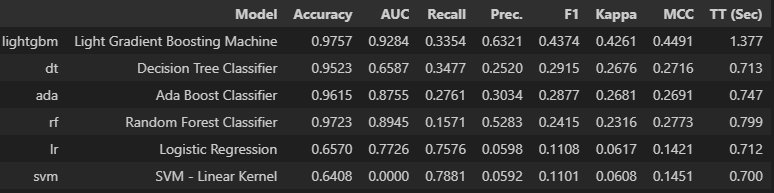 Model Accuracy AUC Recall Prec. F1 Kappa MCC TT (Sec)
lightgbm Light Gradient Boosting Machine 0.9757 0.9284 0.3354 0.6321 0.4374 0.4261 0.4491 1.377
dt Decision Tree Classifier 0.9523 0.6587 0.3477 0.2520 0.2915 0.2676 0.2716 0.713
ada Ada Boost Classifier 0.9615 0.8755 0.2761 0.3034 0.2877 0.2681 0.2691 0.747
rf Random Forest Classifier 0.9723 0.8945 0.1571 0.5283 0.2415 0.2316 0.2773 0.799
lr Logistic Regression 0.6570 0.7726 0.7576 0.0598 0.1108 0.0617 0.1421 0.712
svm SVM - Linear Kernel 0.6408 0.0000 0.7881 0.0592 0.1101 0.0608 0.1451 0.700